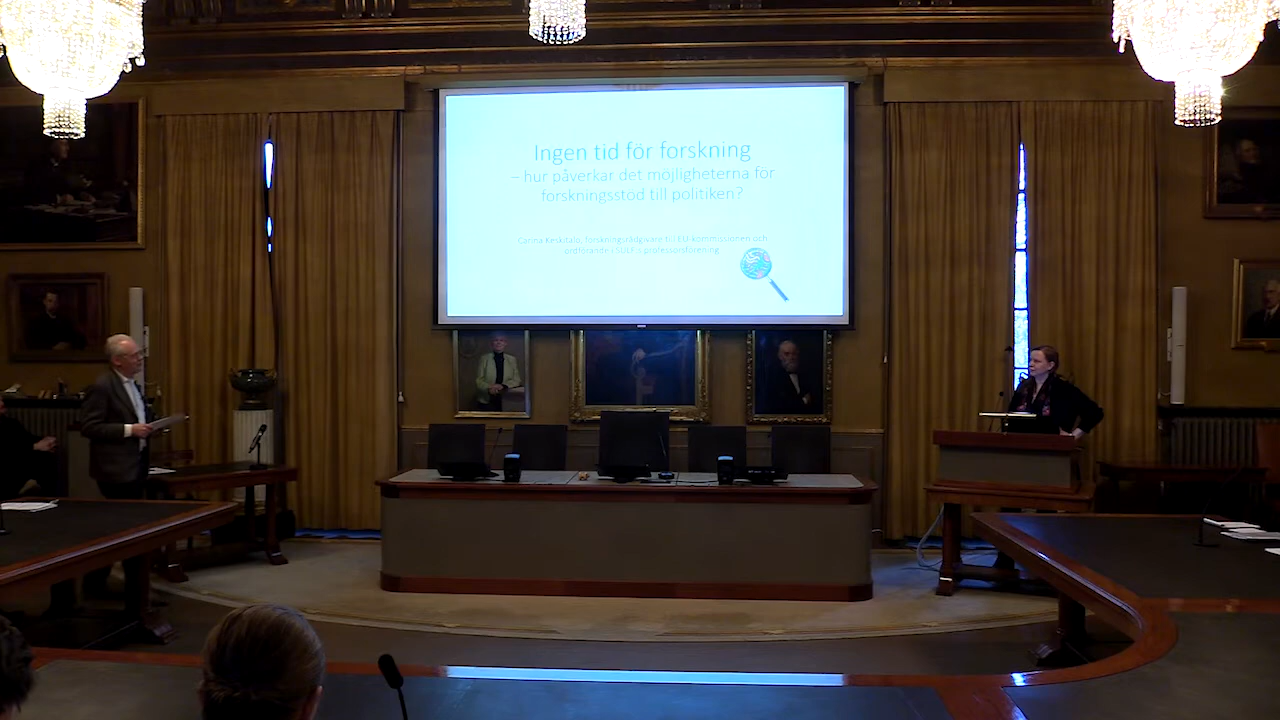 Ingen tid för forskning
– hur påverkar det möjligheterna för
forskningsstöd till politiken?
Carina Keskitalo, forskningsrådgivare till EU-kommissionen och
ordförande i SULF:s professorsförening